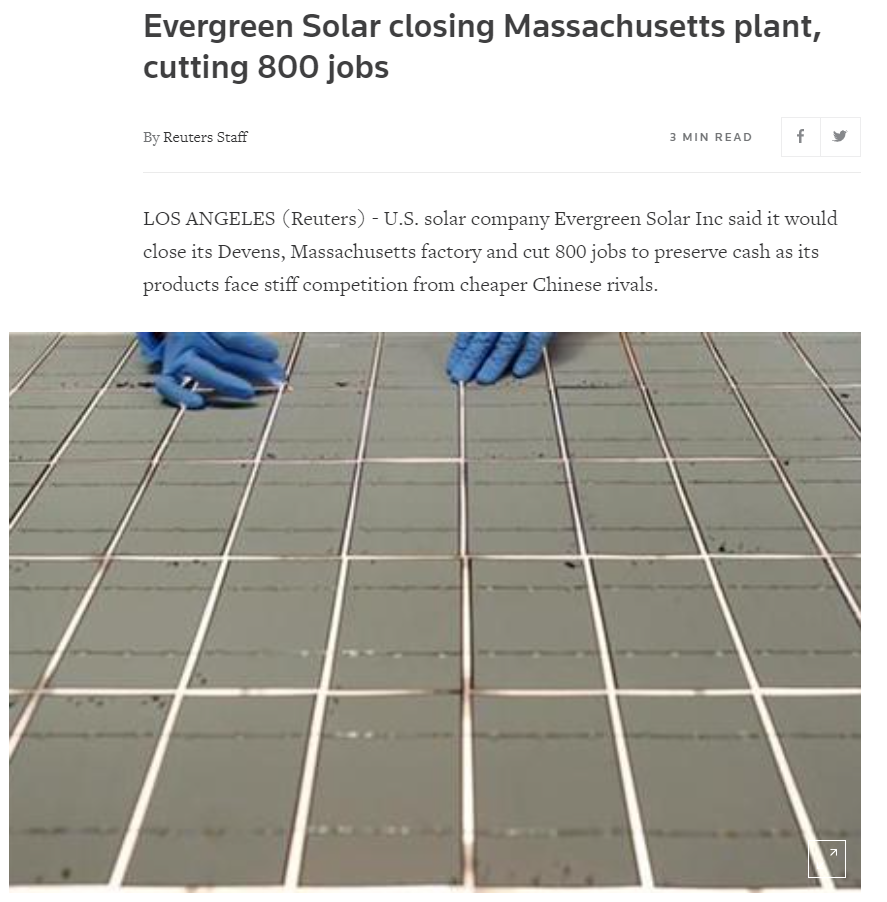 Evergreen Solar closing Massachusetts plant,
cutting 800 jobs
By Reuters Staff
3 MIN READ
LOS ANGELES (Reuters) - U.S. solar company Evergreen Solar Inc said it would
close its Devens, Massachusetts factory and cut 800 jobs to preserve cash as its
products face stiff competition from cheaper Chinese rivals.